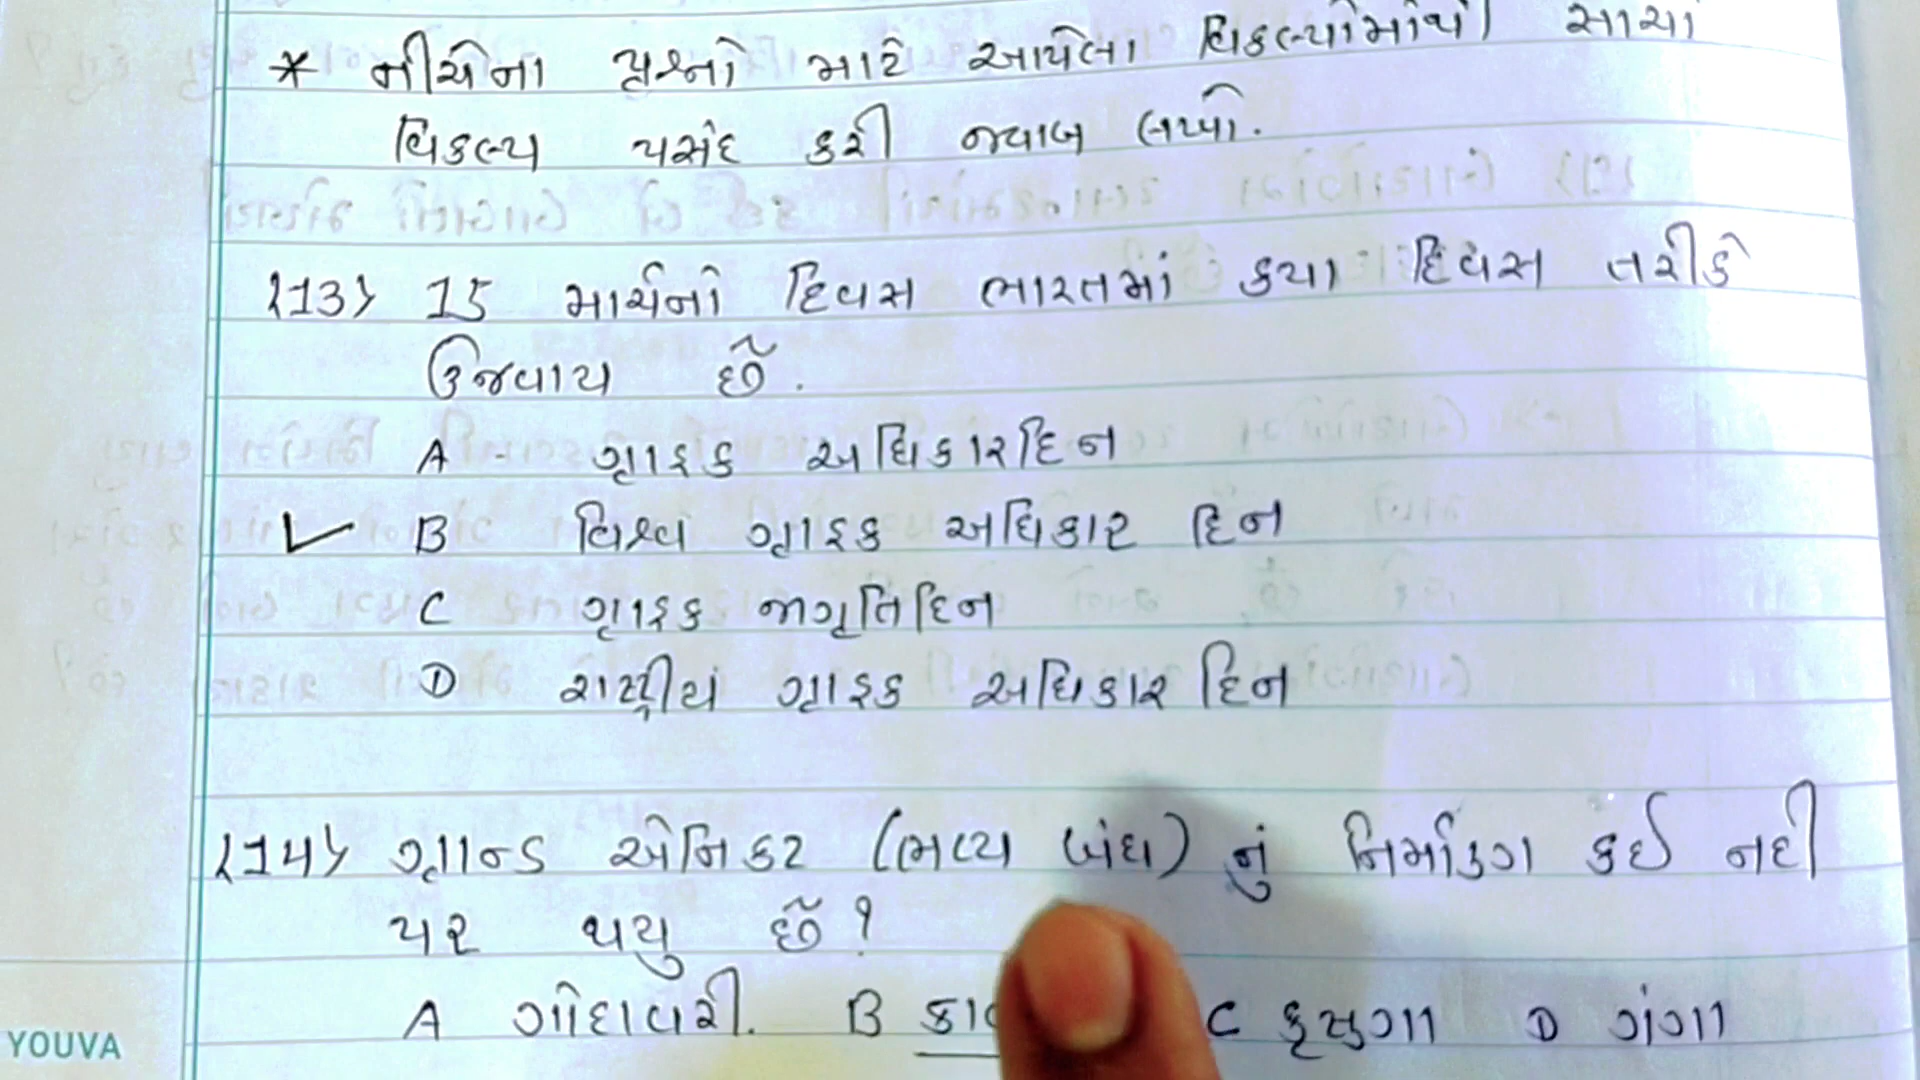 * નીચેના પ્રશ્નો માટે આપેલા વિકલ્પોમાંથી સાચો
વિકલ્પ પસંદ કરી જવાબ લખો.
{13} 15 માર્ચનો દિવસ ભારતમાં કયા દિવસ તરીકે
ઉજવાય છે.
A - ગ્રાહક અધિકારદિન
B વિશ્વ ગ્રાહક અધિકાર દિન
C ગ્રાહક જાગૃતિદિન
D રાષ્ટ્રીય ગ્રાહક અધિકાર દિન
{14} ગ્રાન્ડ એનિકટ (ભવ્ય બંધ) નું નિર્માણ કઈ નદી
પર થયુ છે ?
A ગોદાવરી. B કા C કૃષ્ણા D ગંગા
YOUVA